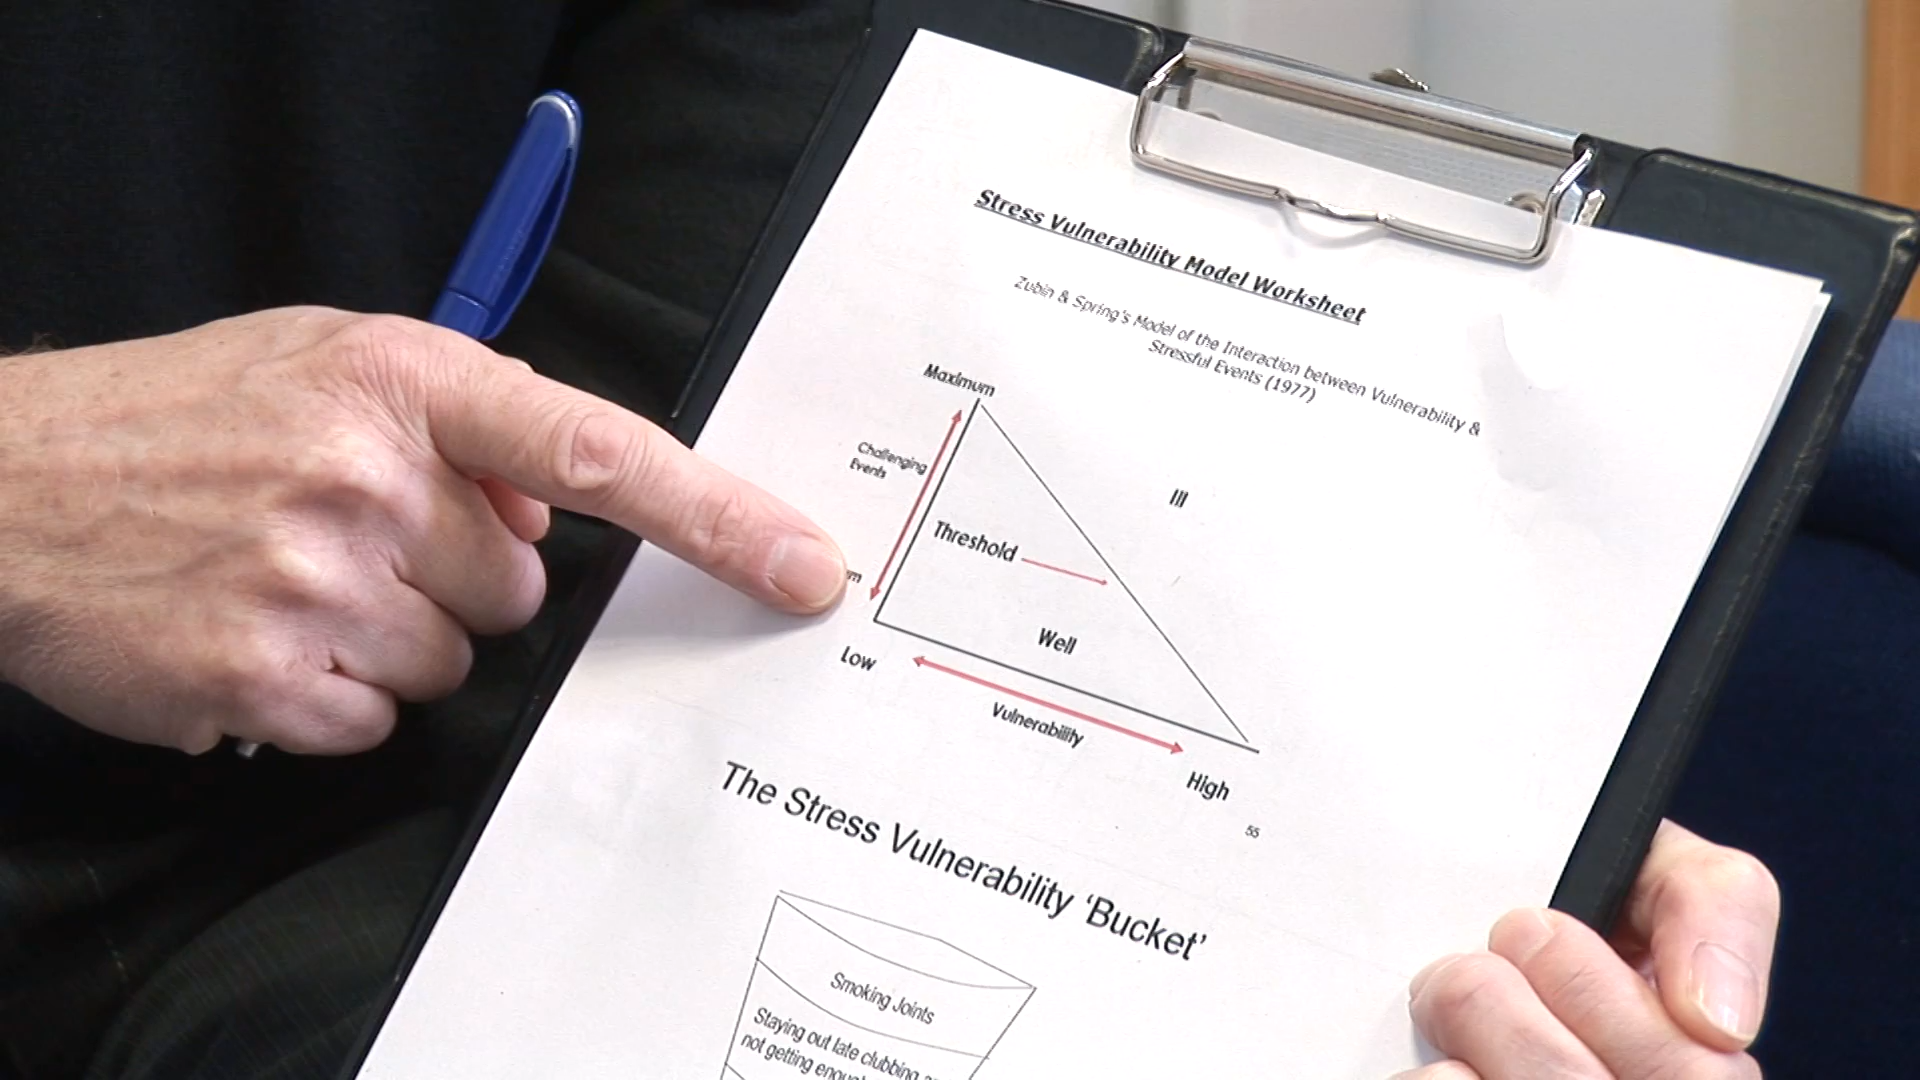 Stress Vulnerability Model Worksheet
Zubin & Spring's Model of the Interaction between Vulnerability &
Stressful Events (1977)
Maximum
Challenging
Events
Ill
Threshold
Well
Low
Vulnerability
High
55
The Stress Vulnerability ‘Bucket’
Smoking Joints
Staying out late clubbing
not getting